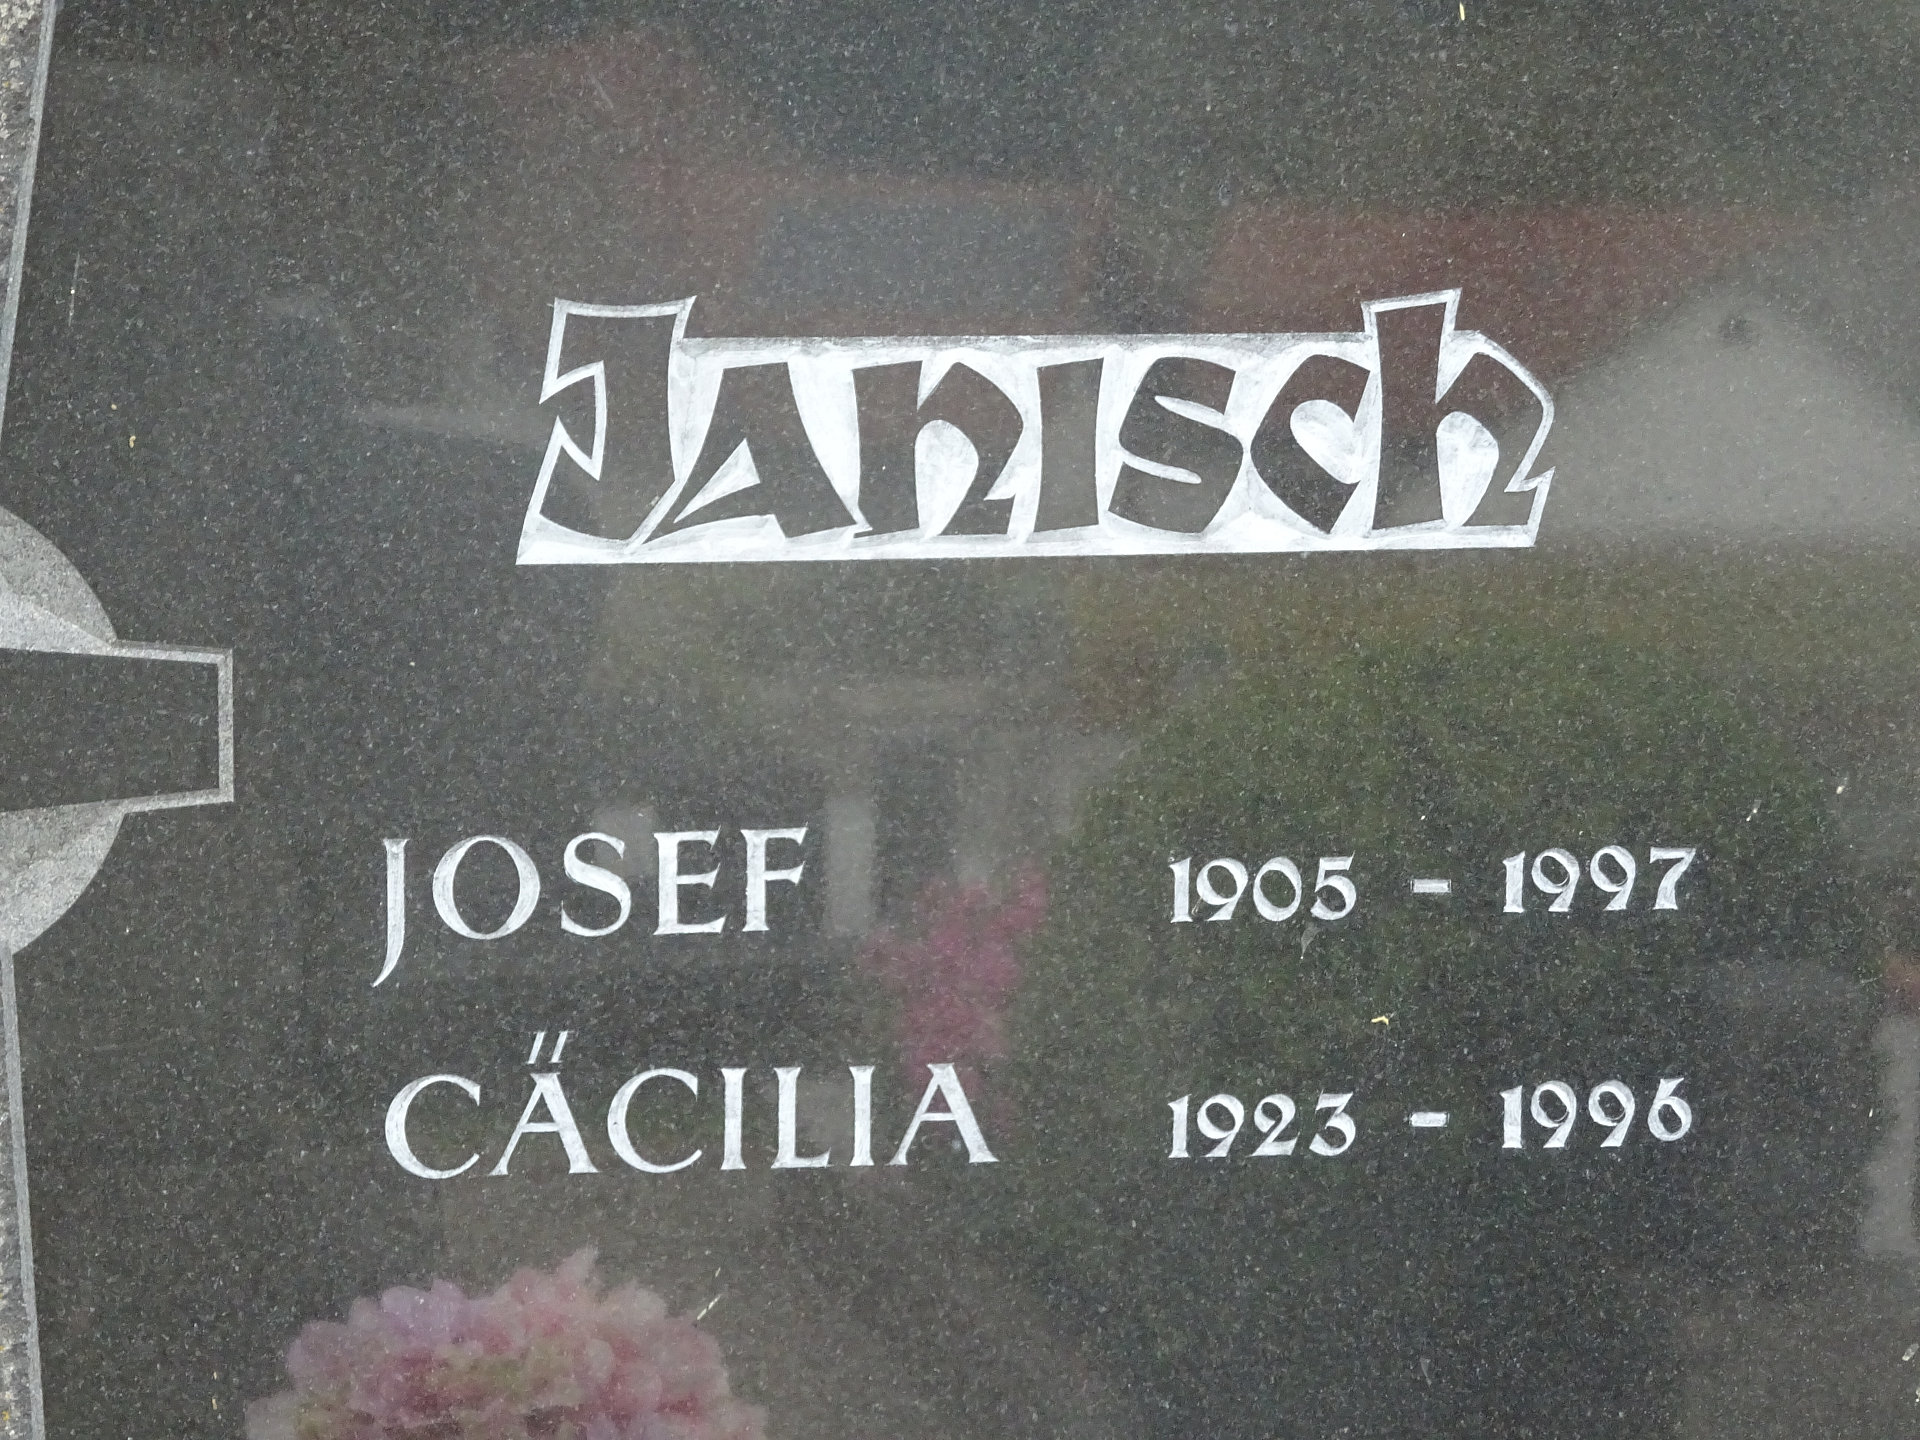 Janisch
JOSEF 1905 - 1997
CÄCILIA 1923 - 1996